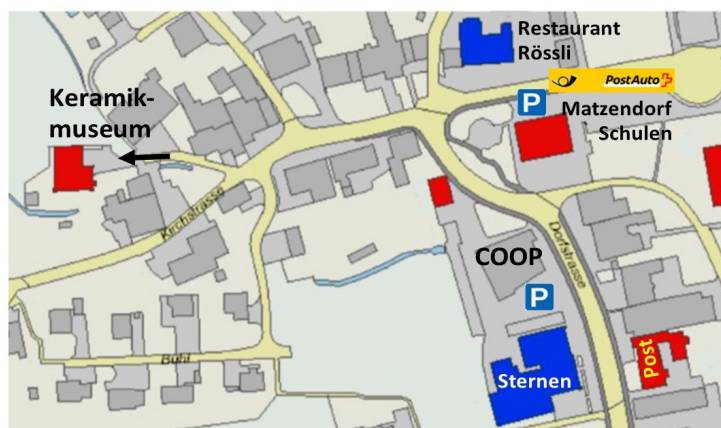 Restaurant
Rössli
PostAuto
Keramik-
museum
P
Matzendorf
Schulen
Kirchstrasse
Dorfstrasse
COOP
P
Bühl
Sternen
Post